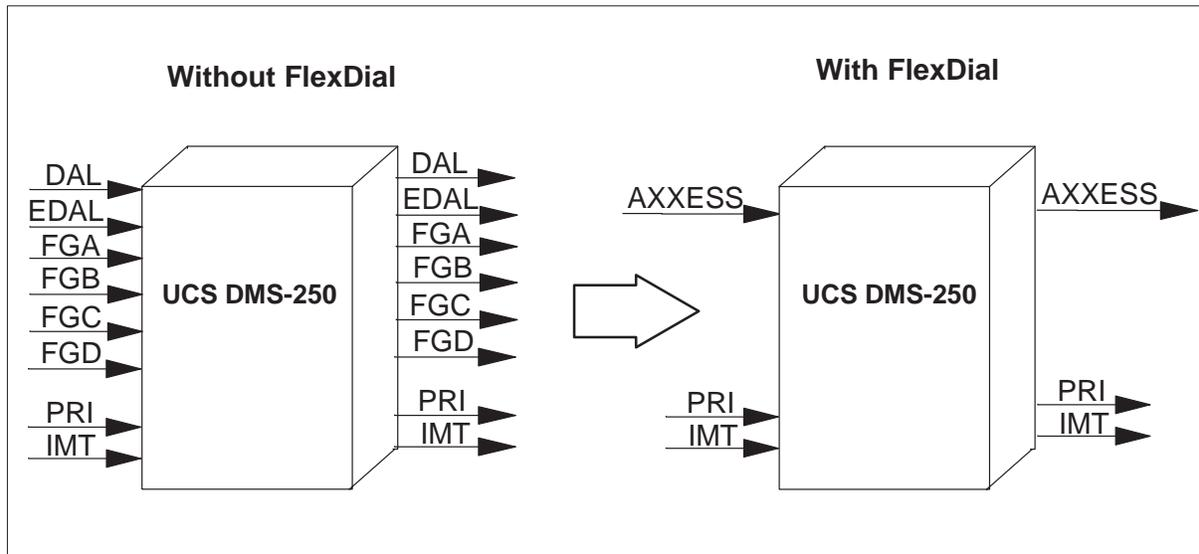 Without FlexDial
DAL
EDAL
FGA
FGB
FGC
FGD
PRI
IMT
UCS DMS-250
DAL
EDAL
FGA
FGB
FGC
FGD
PRI
IMT
With FlexDial
AXXESS
PRI
IMT
UCS DMS-250
AXXESS
PRI
IMT